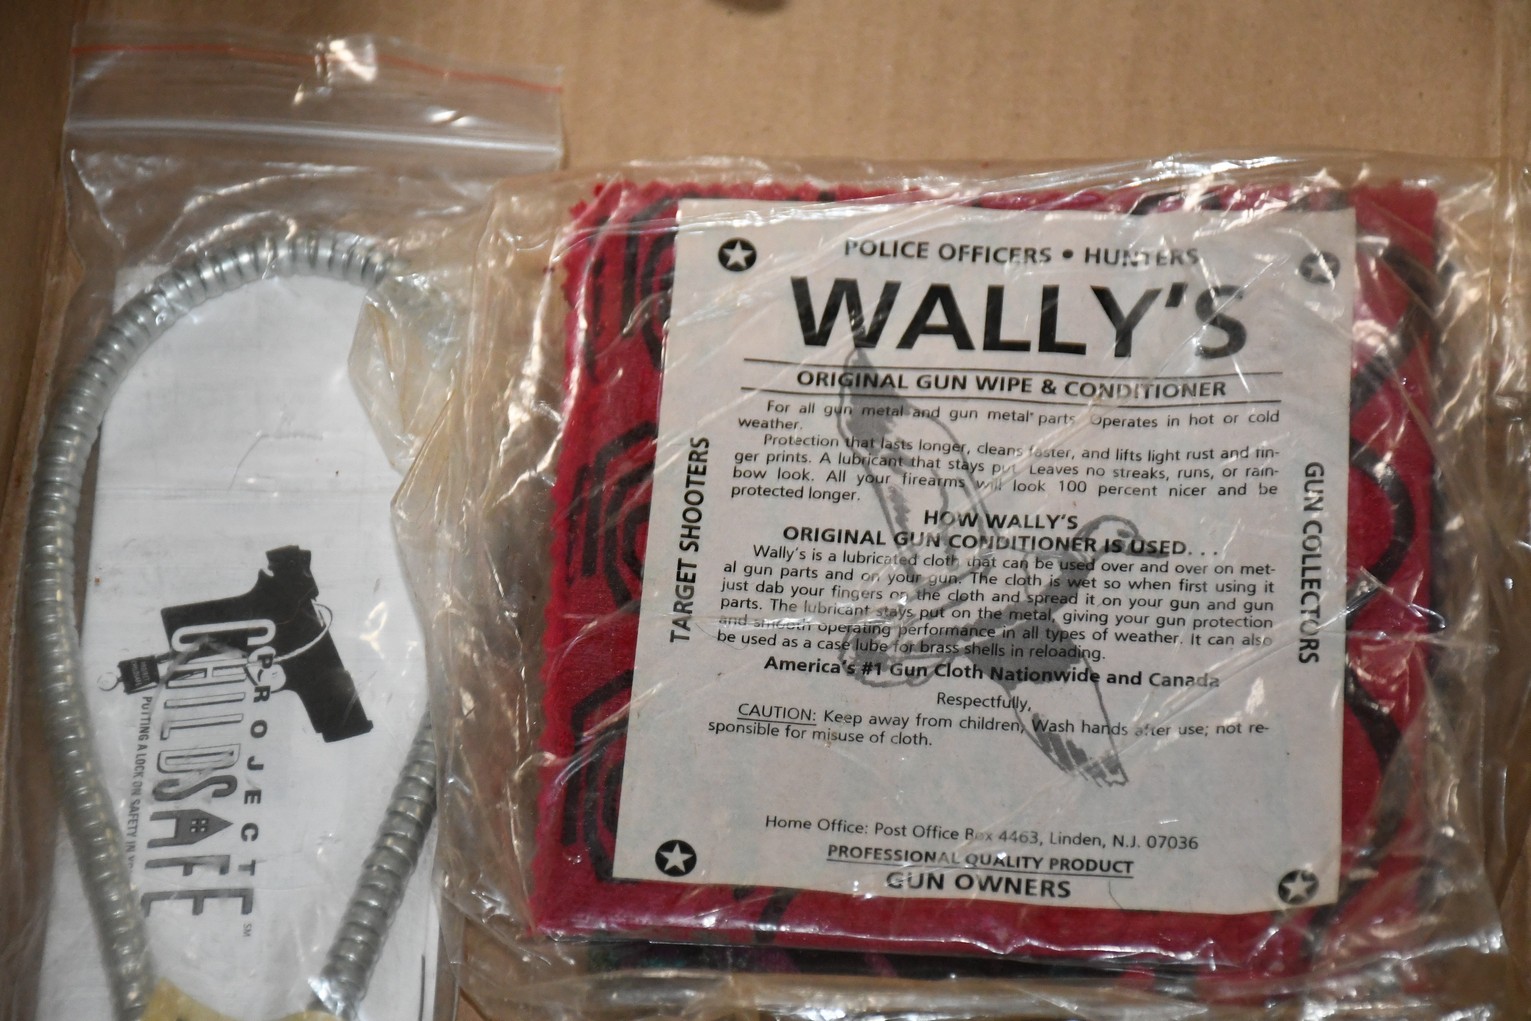 POLICE OFFICERS • HUNTERS
WALLY'S
ORIGINAL GUN WIPE & CONDITIONER
For all gun metal and gun metal parts. Operates in hot or cold
weather.
Protection that lasts longer, cleans faster, and lifts light rust and fin-
ger prints. A lubricant that stays put. Leaves no streaks, runs, or rain-
bow look. All your firearms will look 100 percent nicer and be
protected longer.
HOW WALLY'S
ORIGINAL GUN CONDITIONER IS USED. . .
Wally's is a lubricated cloth that can be used over and over on met-
al gun parts and on your gun. The cloth is wet so when first using it
just dab your fingers on the cloth and spread it on your gun and gun
parts. The lubricant stays put on the metal, giving your gun protection
and smooth operating performance in all types of weather. It can also
be used as a case lube for brass shells in reloading.
America's #1 Gun Cloth Nationwide and Canada
Respectfully,
CAUTION: Keep away from children, Wash hands after use; not re-
sponsible for misuse of cloth.
Home Office: Post Office Box 4463, Linden, N.J. 07036
PROFESSIONAL QUALITY PRODUCT
GUN OWNERS
TARGET SHOOTERS
GUN COLLECTORS
PROJECT
CHILDSAFE
SM
PUTTING A LOCK ON SAFETY IN